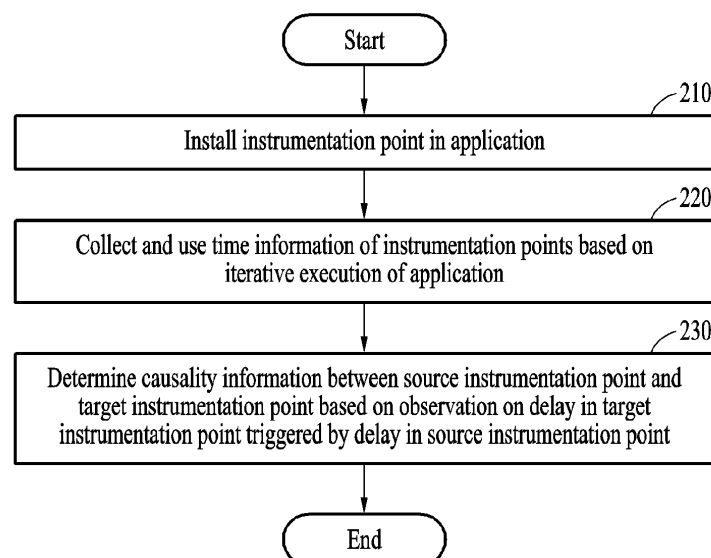 Start
210
Install instrumentation point in application
220
Collect and use time information of instrumentation points based on
iterative execution of application
230
Determine causality information between source instrumentation point and
target instrumentation point based on observation on delay in target
instrumentation point triggered by delay in source instrumentation point
End